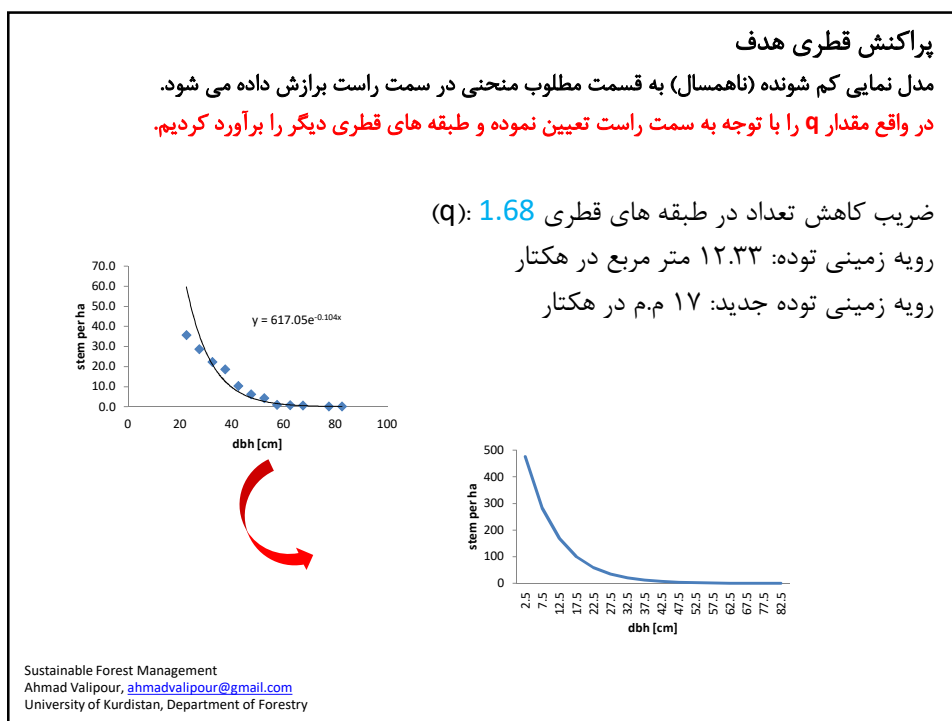 پراکنش قطری هدف
مدل نمایی کم شونده (ناهمسال) به قسمت مطلوب منحنی در سمت راست برازش داده می شود.
در واقع مقدار q را با توجه به سمت راست تعیین نموده و طبقه های قطری دیگر را برآورد کردیم.
ضریب کاهش تعداد در طبقه های قطری 1.68 :(q)
رویه زمینی توده: ۱۲.۳۳ متر مربع در هکتار
رویه زمینی توده جدید: ۱۷ م.م در هکتار
70.0
60.0
50.0
40.0
30.0
20.0
10.0
0.0
stem per ha
y = 617.05e-0.104x
0 20 40 60 80 100
dbh [cm]
500
400
300
200
100
0
stem per ha
2.5 7.5 12.5 17.5 22.5 27.5 32.5 37.5 42.5 47.5 52.5 57.5 62.5 67.5 77.5 82.5
dbh [cm]
Sustainable Forest Management
Ahmad Valipour, ahmadvalipour@gmail.com
University of Kurdistan, Department of Forestry